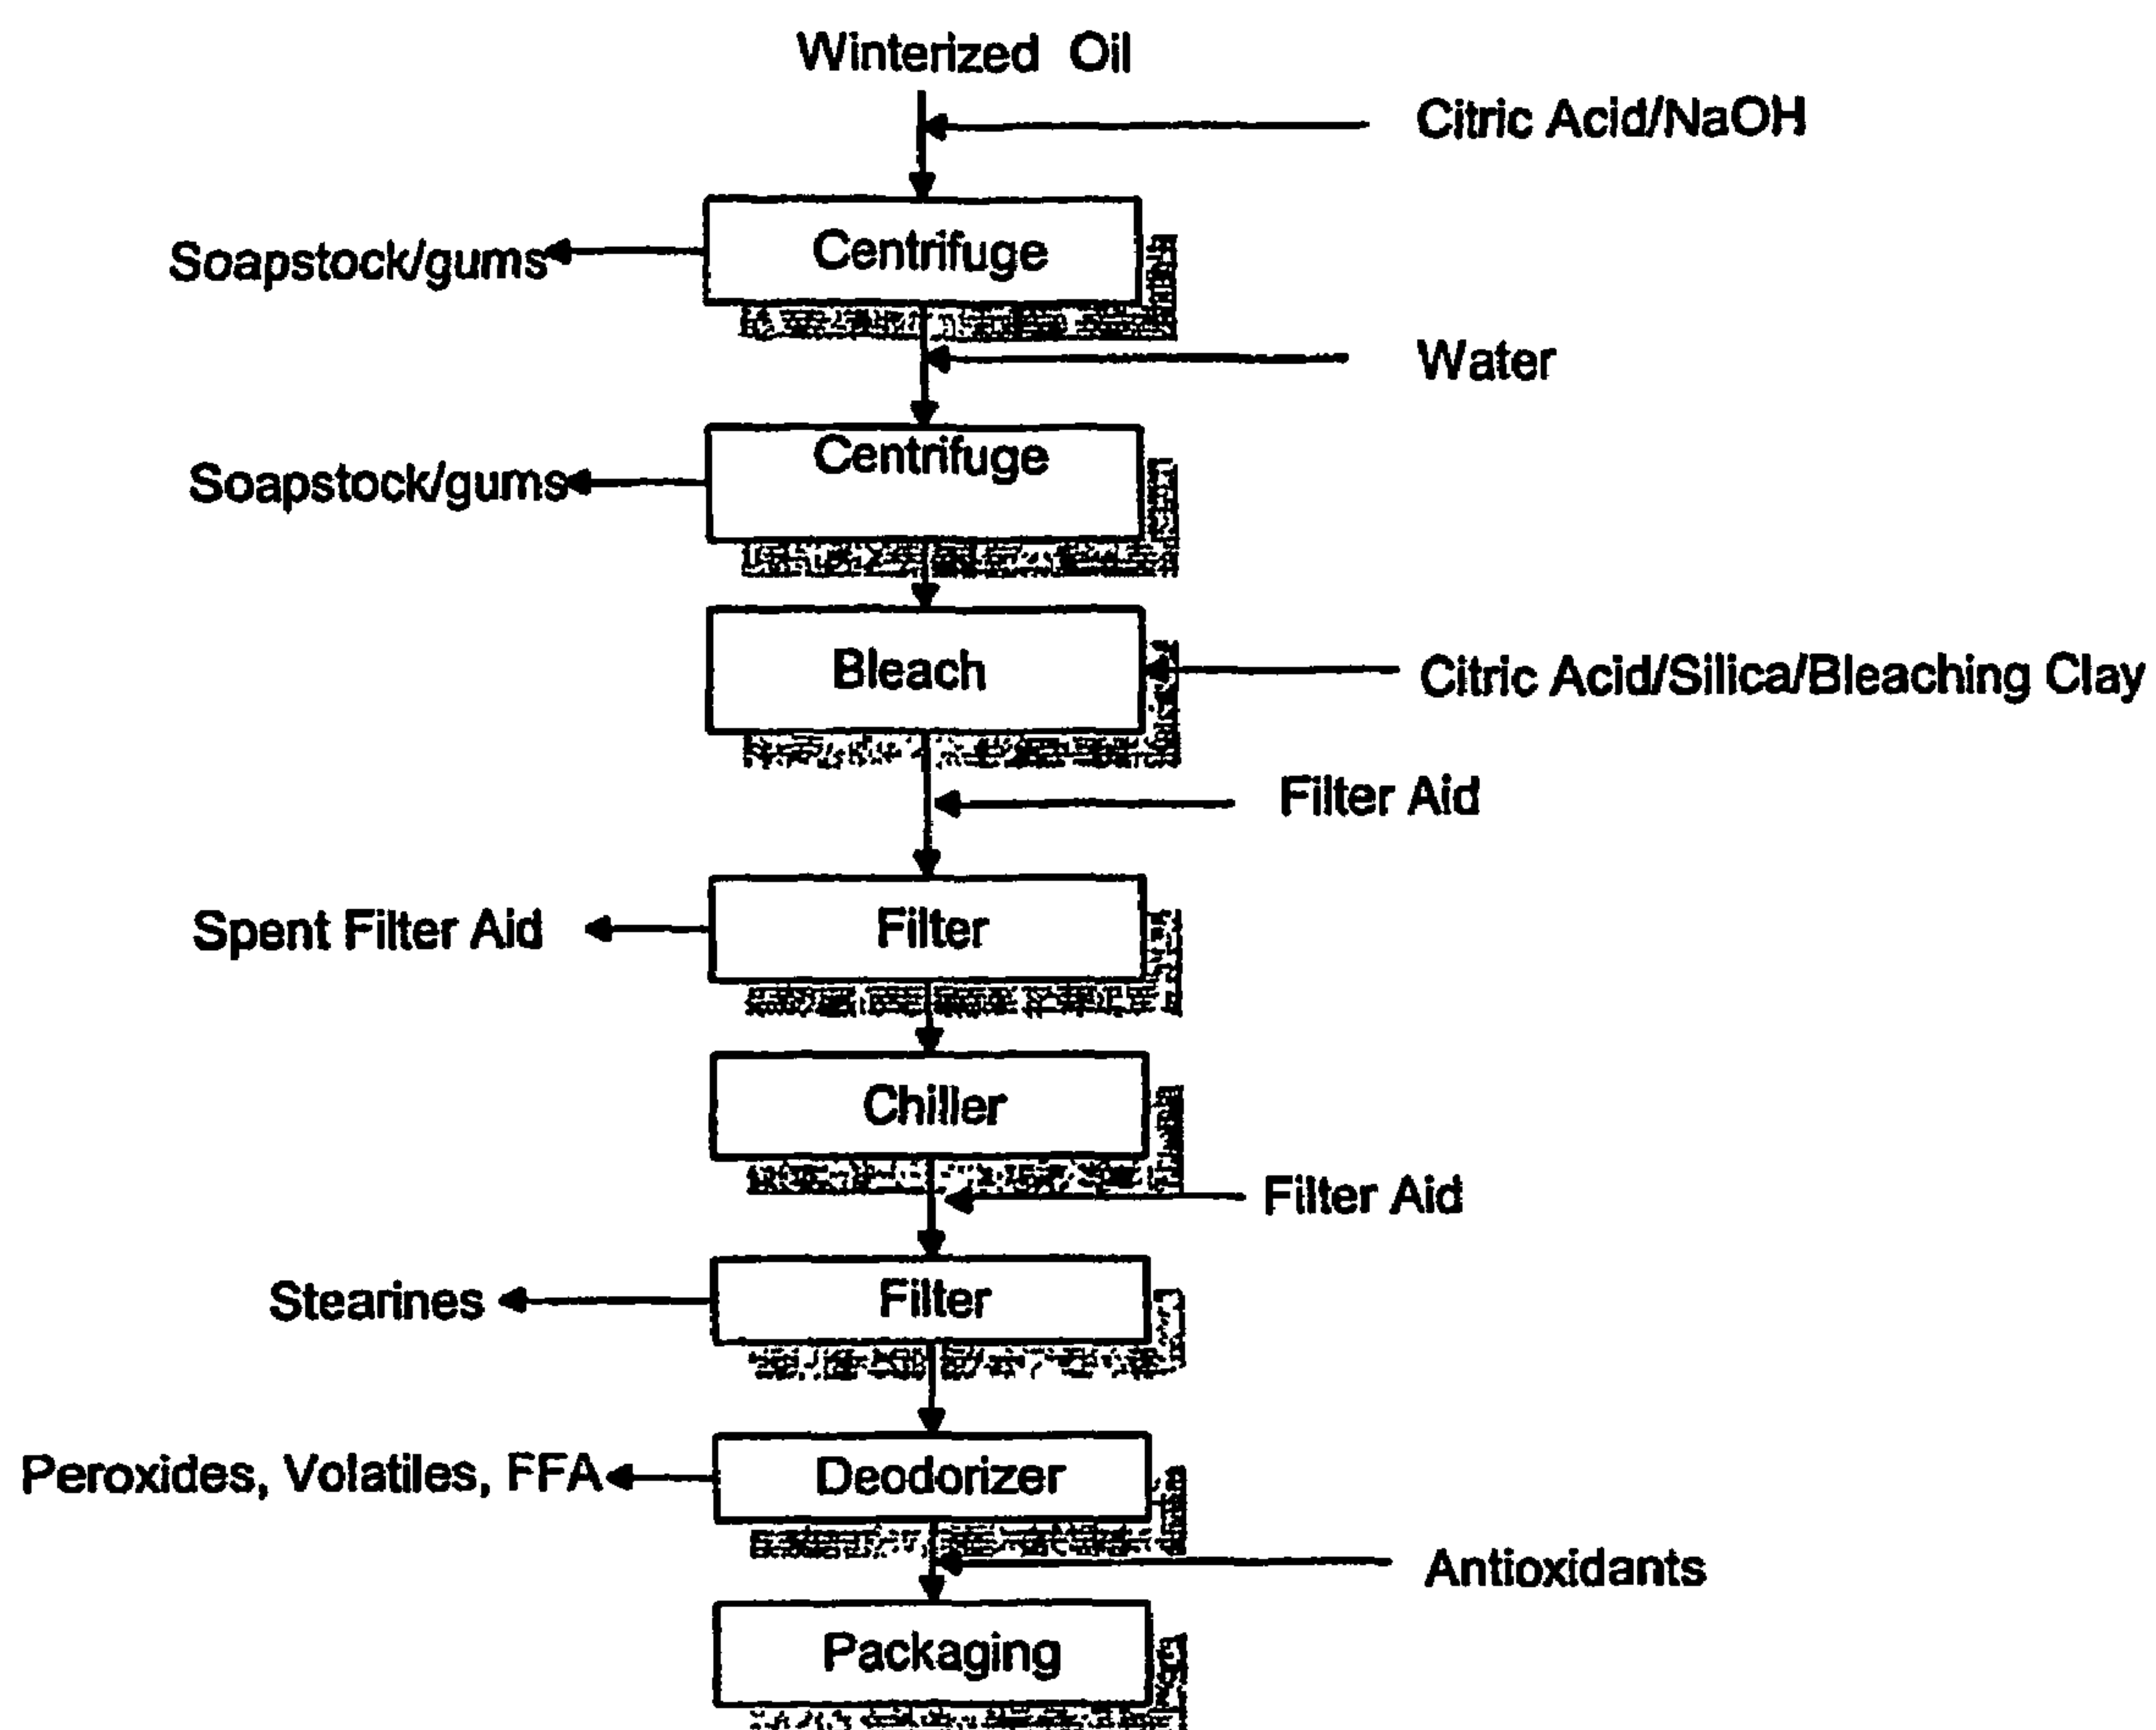 Winterized Oil
Citric Acid/NaOH
Centrifuge
Soapstock/gums
Water
Centrifuge
Soapstock/gums
Bleach
Citric Acid/Silica/Bleaching Clay
Filter Aid
Spent Filter Aid
Filter
Chiller
Filter Aid
Stearines
Filter
Peroxides, Volatiles, FFA
Deodorizer
Antioxidants
Packaging